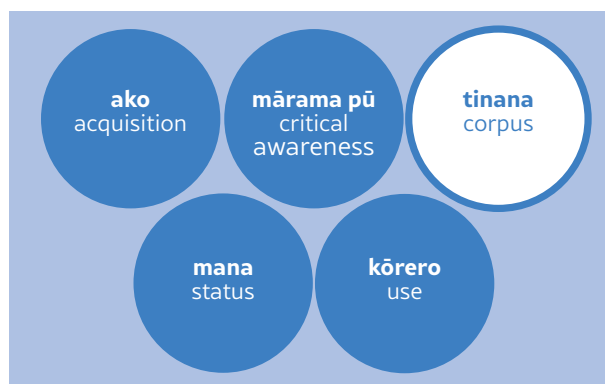 ako
acquisition
mārama pū
critical
awareness
tinana
corpus
mana
status
kōrero
use